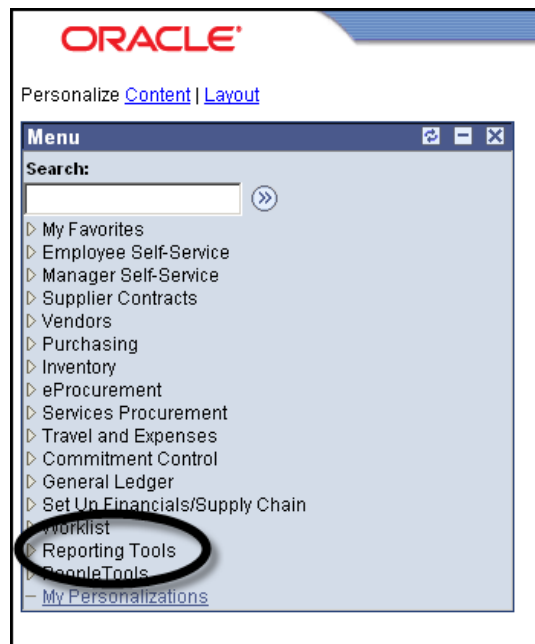 ORACLE
Personalize Content | Layout
Menu
Search:
My Favorites
Employee Self-Service
Manager Self-Service
Supplier Contracts
Vendors
Purchasing
Inventory
eProcurement
Services Procurement
Travel and Expenses
Commitment Control
General Ledger
Set Up Financials/Supply Chain
Worklist
Reporting Tools
PeopleTools
My Personalizations